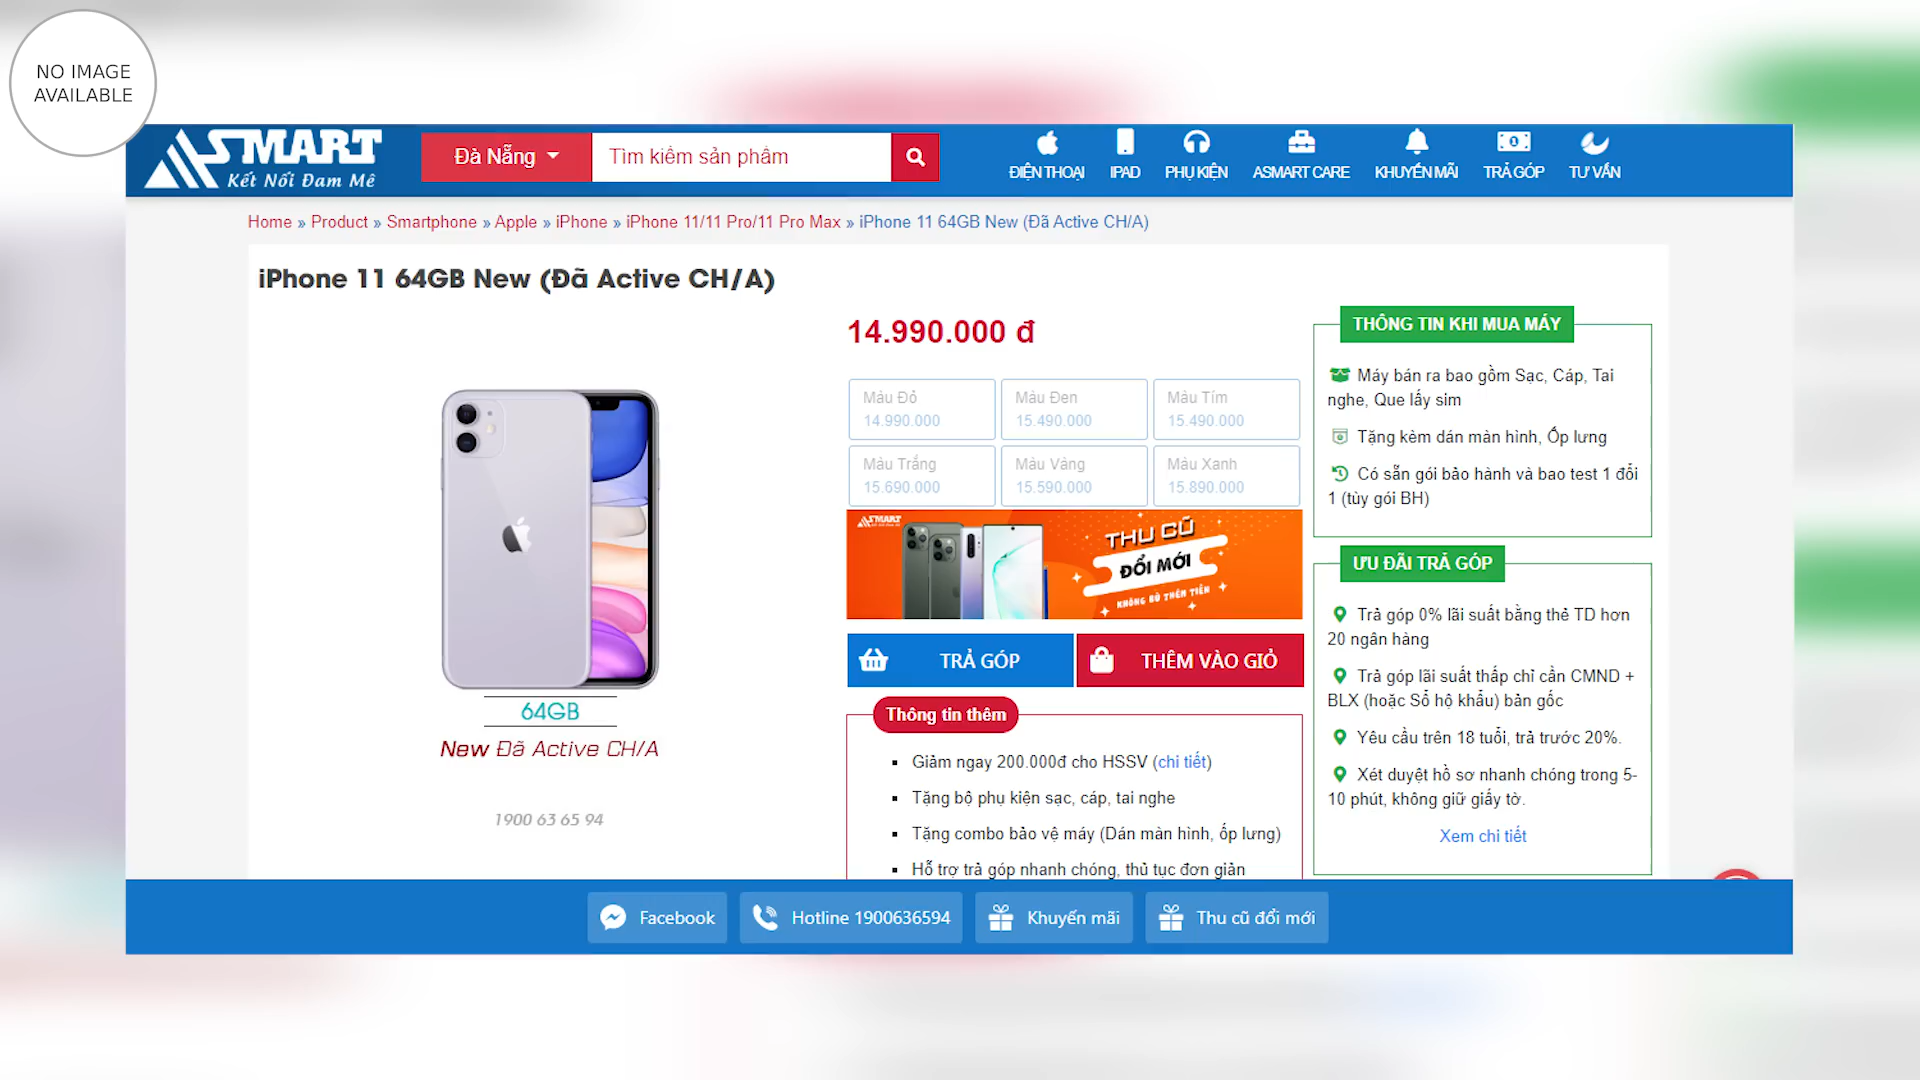 NO IMAGE
AVAILABLE
ASMART
Kết Nối Đam Mê
Đà Nẵng
Tìm kiếm sản phẩm
ĐIỆN THOẠI
IPAD
PHỤ KIỆN
ASMART CARE
KHUYẾN MÃI
TRẢ GÓP
TƯ VẤN
Home » Product » Smartphone » Apple » iPhone » iPhone 11/11 Pro/11 Pro Max » iPhone 11 64GB New (Đã Active CH/A)
iPhone 11 64GB New (Đã Active CH/A)
64GB
New Đã Active CH/A
1900 63 65 94
14.990.000 đ
Màu Đỏ
14.990.000
Màu Đen
15.490.000
Màu Tím
15.490.000
Màu Trắng
15.690.000
Màu Vàng
15.590.000
Màu Xanh
15.890.000
ASMART
THU CŨ
ĐỔI MỚI
KHÔNG BÙ THÊM TIỀN
TRẢ GÓP
THÊM VÀO GIỎ
Thông tin thêm
Giảm ngay 200.000đ cho HSSV (chi tiết)
Tặng bộ phụ kiện sạc, cáp, tai nghe
Tặng combo bảo vệ máy (Dán màn hình, ốp lưng)
Hỗ trợ trả góp nhanh chóng, thủ tục đơn giản
THÔNG TIN KHI MUA MÁY
Máy bán ra bao gồm Sạc, Cáp, Tai
nghe, Que lấy sim
Tặng kèm dán màn hình, Ốp lưng
Có sẵn gói bảo hành và bao test 1 đổi
1 (tùy gói BH)
ƯU ĐÃI TRẢ GÓP
Trả góp 0% lãi suất bằng thẻ TD hơn
20 ngân hàng
Trả góp lãi suất thấp chỉ cần CMND +
BLX (hoặc Sổ hộ khẩu) bản gốc
Yêu cầu trên 18 tuổi, trả trước 20%.
Xét duyệt hồ sơ nhanh chóng trong 5-
10 phút, không giữ giấy tờ.
Xem chi tiết
Facebook
Hotline 1900636594
Khuyến mãi
Thu cũ đổi mới